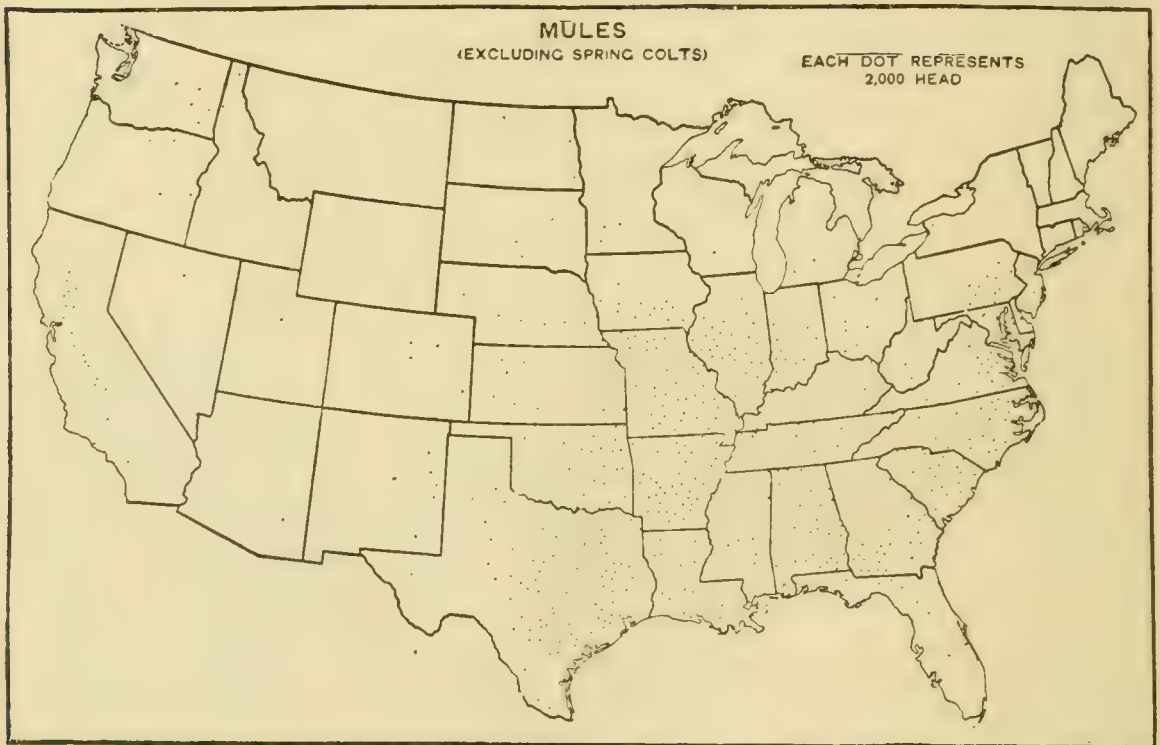 MULES
(EXCLUDING SPRING COLTS)
EACH DOT REPRESENTS
2,000 HEAD